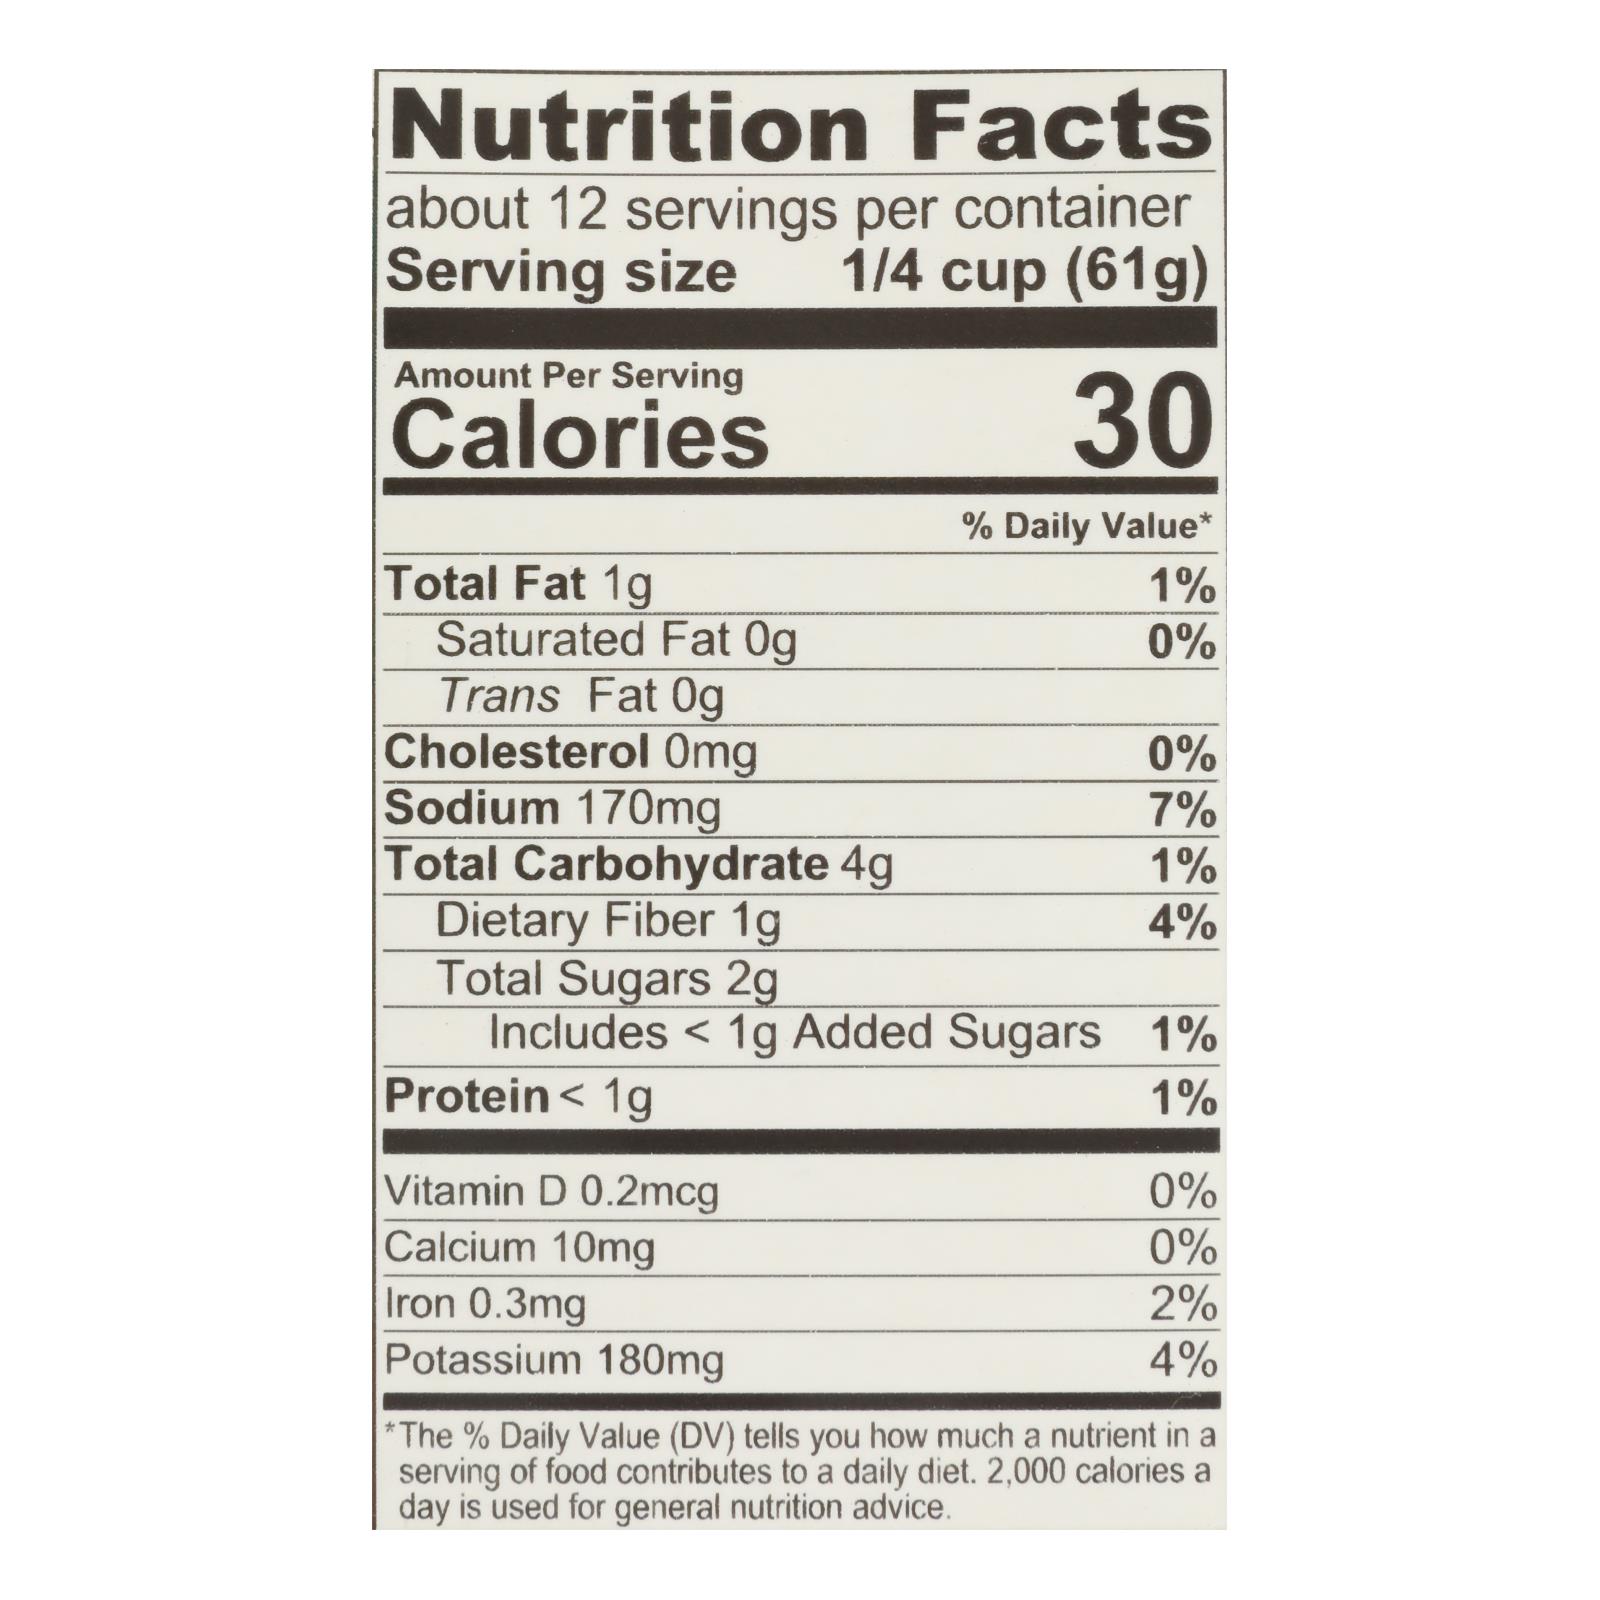 Nutrition Facts
about 12 servings per container
Serving size 1/4 cup (61g)
Amount Per Serving
Calories 30
% Daily Value*
Total Fat 1g 1%
Saturated Fat 0g 0%
Trans Fat 0g
Cholesterol 0mg 0%
Sodium 170mg 7%
Total Carbohydrate 4g 1%
Dietary Fiber 1g 4%
Total Sugars 2g
Includes < 1g Added Sugars 1%
Protein < 1g 1%
Vitamin D 0.2mcg 0%
Calcium 10mg 0%
Iron 0.3mg 2%
Potassium 180mg 4%
*The % Daily Value (DV) tells you how much a nutrient in a
serving of food contributes to a daily diet. 2,000 calories a
day is used for general nutrition advice.